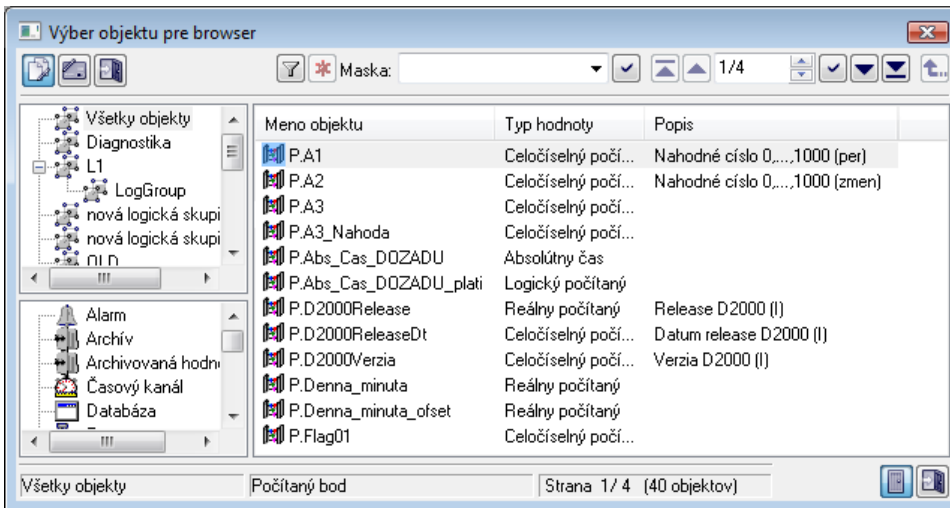 Výber objektu pre browser
Maska: 1/4
Všetky objekty
Diagnostika
L1
LogGroup
nová logická skupi
nová logická skupi
Meno objektu Typ hodnoty Popis
P.A1 Celočíselný počí... Nahodné císlo 0,...,1000 (per)
P.A2 Celočíselný počí... Nahodné císlo 0,...,1000 (zmen)
P.A3 Celočíselný počí...
P.A3_Nahoda Celočíselný počí...
P.Abs_Cas_DOZADU Absolútny čas
P.Abs_Cas_DOZADU_plati Logický počítaný
P.D2000Release Reálny počítaný Release D2000 (I)
P.D2000ReleaseDt Celočíselný počí... Datum release D2000 (I)
P.D2000Verzia Celočíselný počí... Verzia D2000 (I)
P.Denna_minuta Reálny počítaný
P.Denna_minuta_ofset Reálny počítaný
P.Flag01 Celočíselný počí...
Alarm
Archív
Archivovaná hodn
Časový kanál
Databáza
Všetky objekty Počítaný bod Strana 1/ 4 (40 objektov)